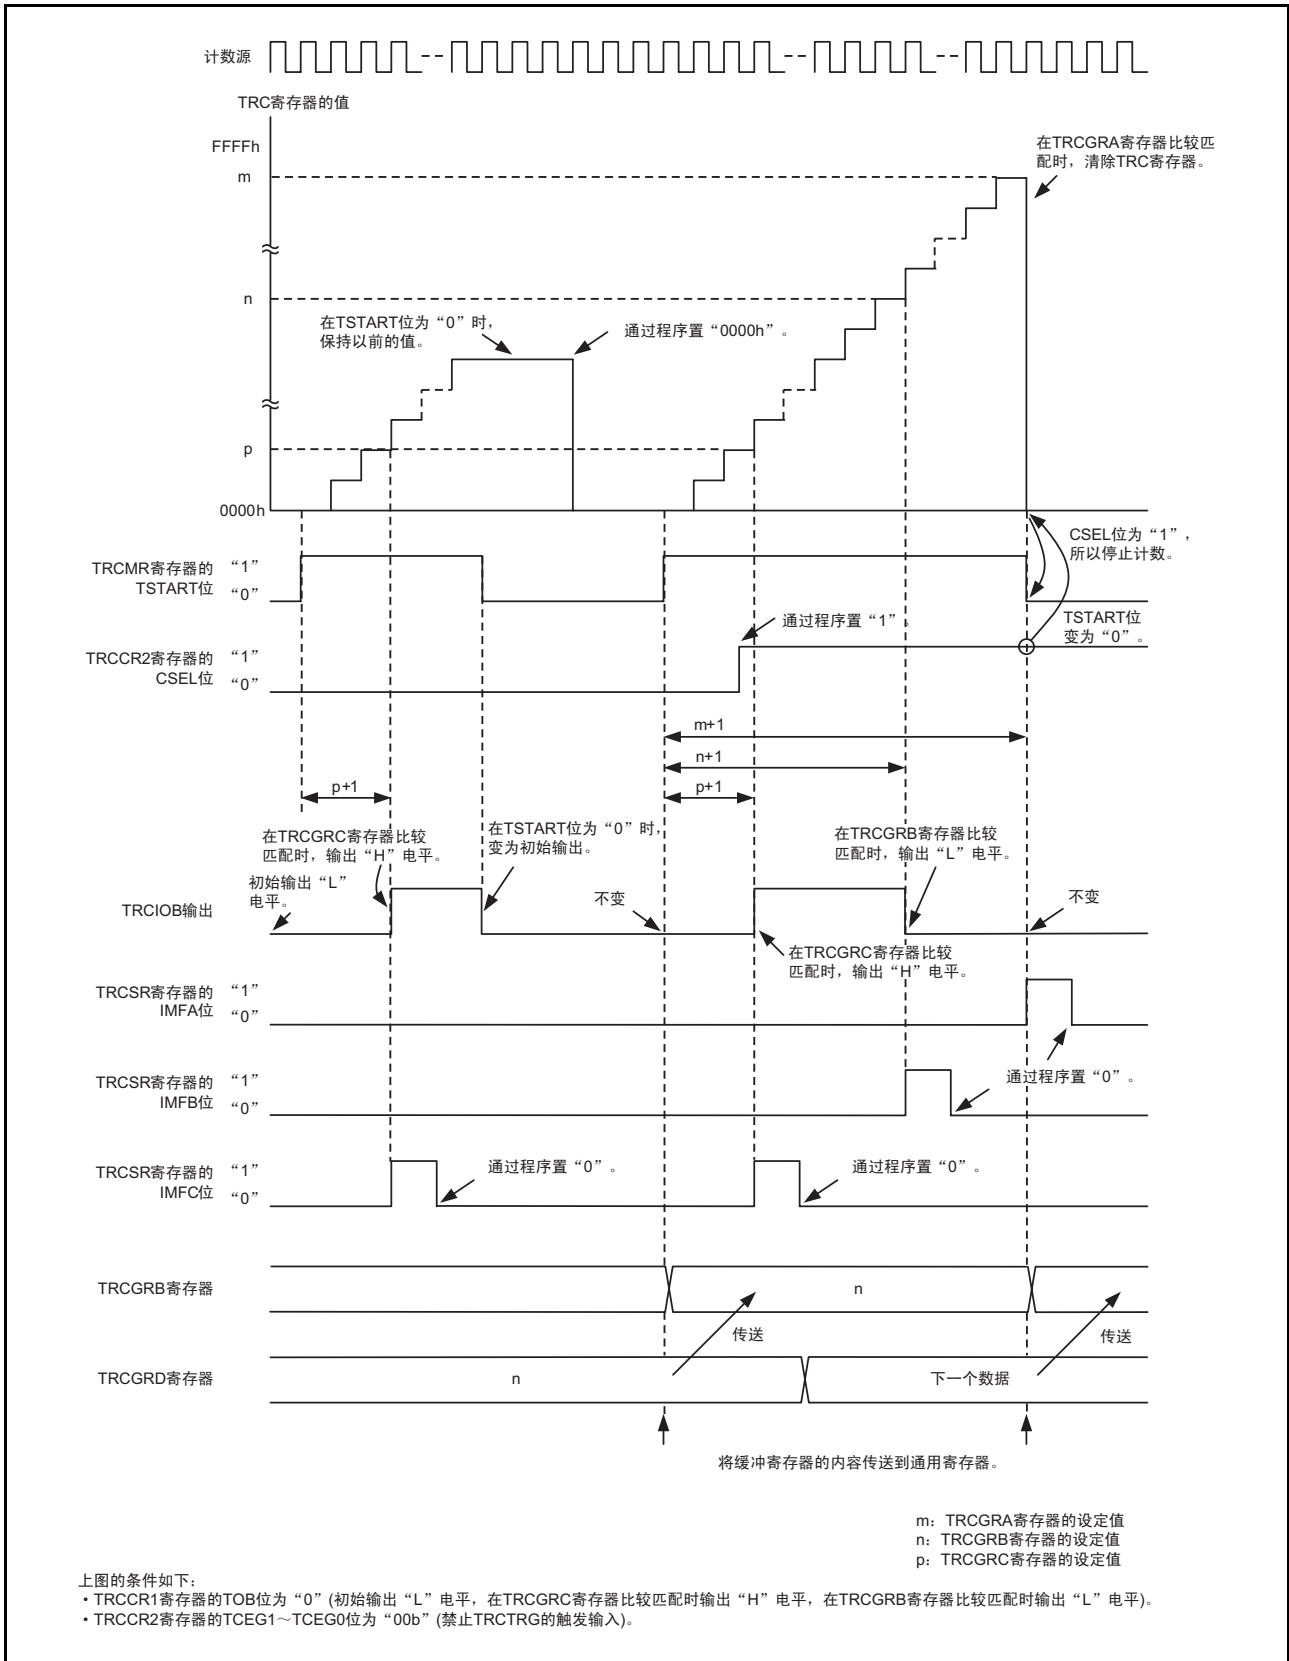 计数源
TRC寄存器的值
FFFFh
m
在TRCGRA寄存器比较匹
配时，清除TRC寄存器。
n
在TSTART位为“0”时，
保持以前的值。
通过程序置“0000h”。
p
0000h
CSEL位为“1”，
所以停止计数。
TRCMR寄存器的
TSTART位
“1”
“0”
通过程序置“1”。
TSTART位
变为“0”。
TRCCR2寄存器的
CSEL位
“1”
“0”
m+1
n+1
p+1
p+1
在TRCGRC寄存器比较
匹配时，输出“H”电平。
在TSTART位为“0”时，
变为初始输出。
在TRCGRB寄存器比较
匹配时，输出“L”电平。
初始输出“L”
电平。
不变
不变
TRCIOB输出
在TRCGRC寄存器比较
匹配时，输出“H”电平。
TRCSR寄存器的
IMFA位
“1”
“0”
通过程序置“0”。
TRCSR寄存器的
IMFB位
“1”
“0”
TRCSR寄存器的
IMFC位
“1”
“0”
通过程序置“0”。
通过程序置“0”。
TRCGRB寄存器
n
传送
传送
TRCGRD寄存器
n
下一个数据
将缓冲寄存器的内容传送到通用寄存器。
m：TRCGRA寄存器的设定值
n：TRCGRB寄存器的设定值
p：TRCGRC寄存器的设定值
上图的条件如下：
・TRCCR1寄存器的TOB位为“0”(初始输出“L”电平，在TRCGRC寄存器比较匹配时输出“H”电平，在TRCGRB寄存器比较匹配时输出“L”电平)。
・TRCCR2寄存器的TCEG1～TCEG0位为“00b”(禁止TRCTRG的触发输入)。